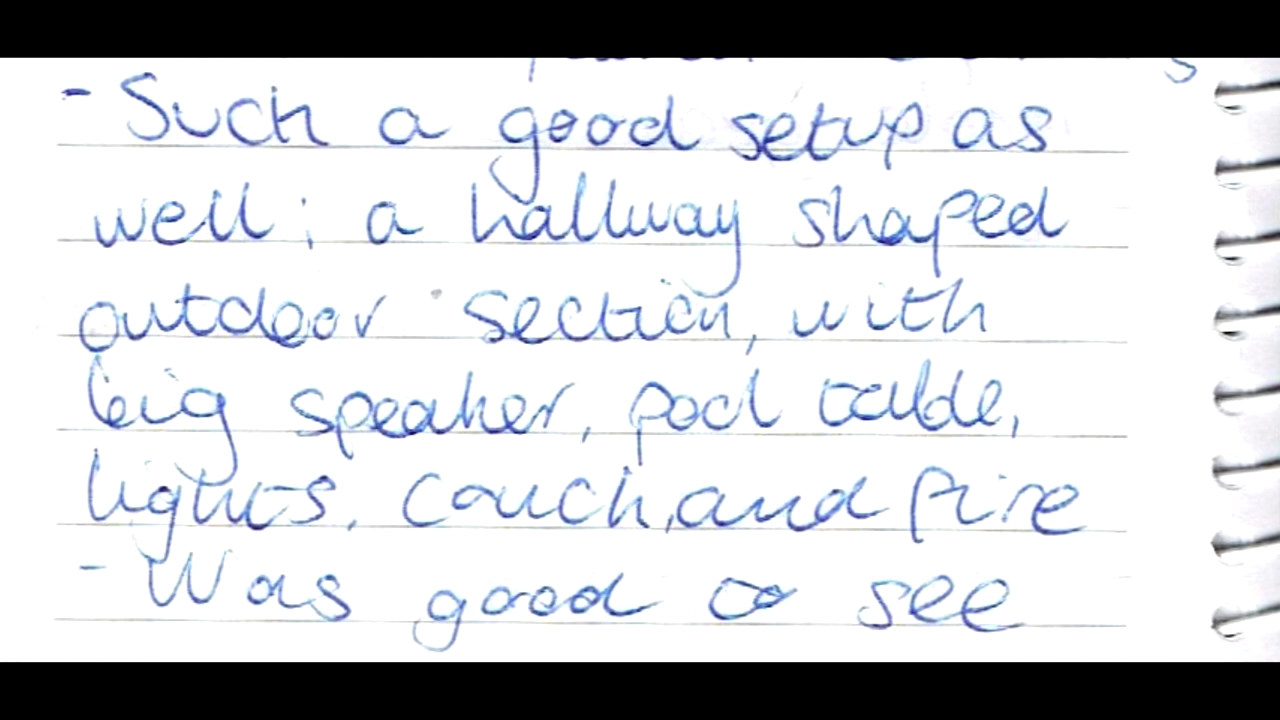 - Such a good setup as
well; a hallway shaped
outdoor section, with
big speaker, pool table,
lights, couch, and fire
- Was good to see